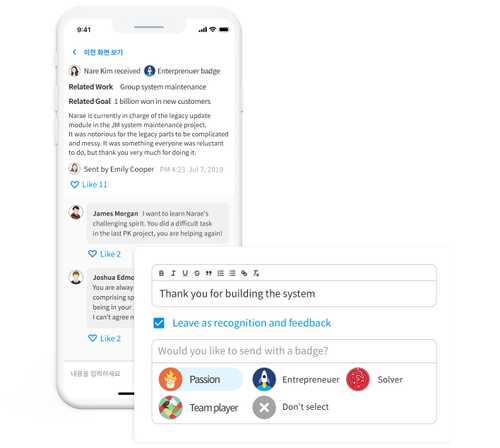 9:41
이전 화면 보기
Nare Kim received Enterprenuer badge
Related Work Group system maintenance
Related Goal 1 billion won in new customers
Narae is currently in charge of the legacy update
module in the JM system maintenance project.
It was notorious for the legacy parts to be complicated
and messy. It was something everyone was reluctant
to do, but thank you very much for doing it.
Sent by Emily Cooper PM 4:23 Jul 7, 2019
Like 11
James Morgan I want to learn Narae's
challenging spirit. You did a difficult task
in the last PK project, you are helping again!
Like 2
Joshua Edmo
You are alway
comprising sp
being in your
I can't agree m
Like 2
내용을 입력하세요
B I U S
Thank you for building the system
Leave as recognition and feedback
Would you like to send with a badge?
Passion Entrepreneuer Solver
Team player Don't select